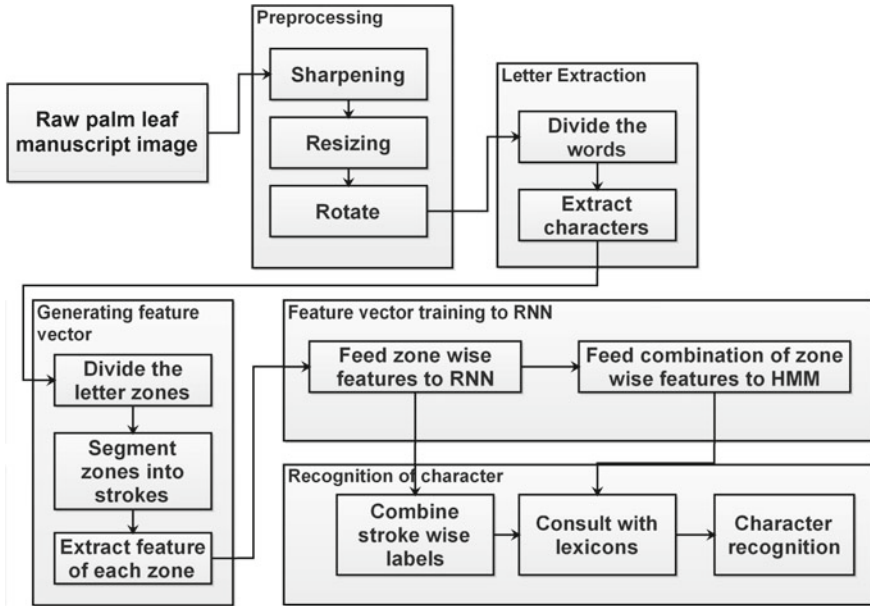 Preprocessing
Sharpening
Resizing
Rotate
Raw palm leaf
manuscript image
Letter Extraction
Divide the
words
Extract
characters
Generating feature
vector
Divide the
letter zones
Segment
zones into
strokes
Extract feature
of each zone
Feature vector training to RNN
Feed zone wise
features to RNN
Feed combination of zone
wise features to HMM
Recognition of character
Combine
stroke wise
labels
Consult with
lexicons
Character
recognition